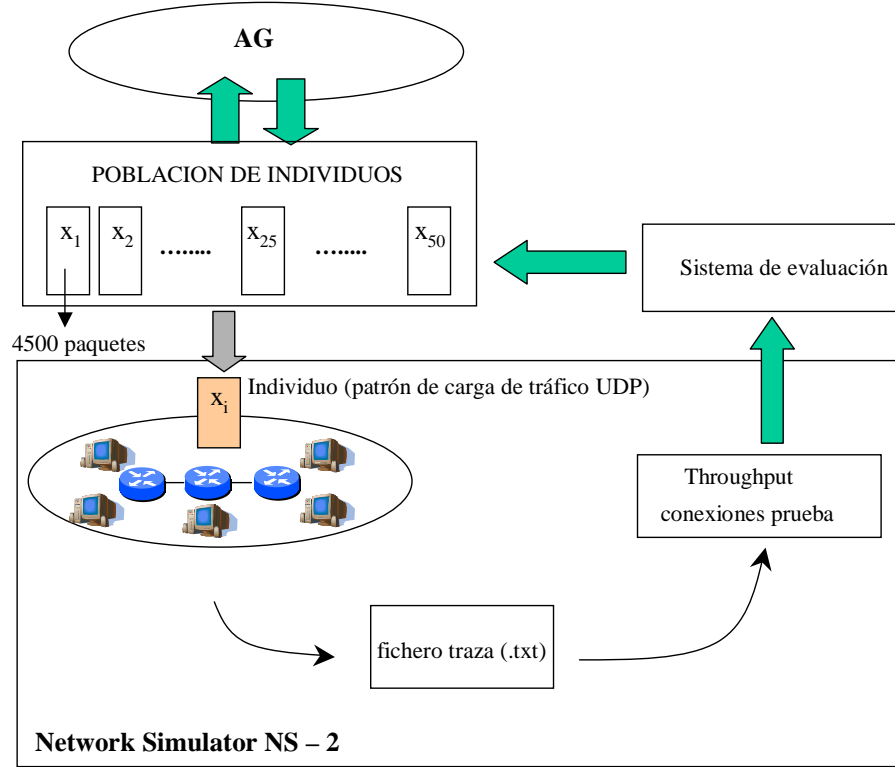 AG
POBLACION DE INDIVIDUOS
x1 x2 …..... x25 …..... x50
4500 paquetes
Sistema de evaluación
Individuo (patrón de carga de tráfico UDP)
xi
Throughput
conexiones prueba
fichero traza (.txt)
Network Simulator NS – 2